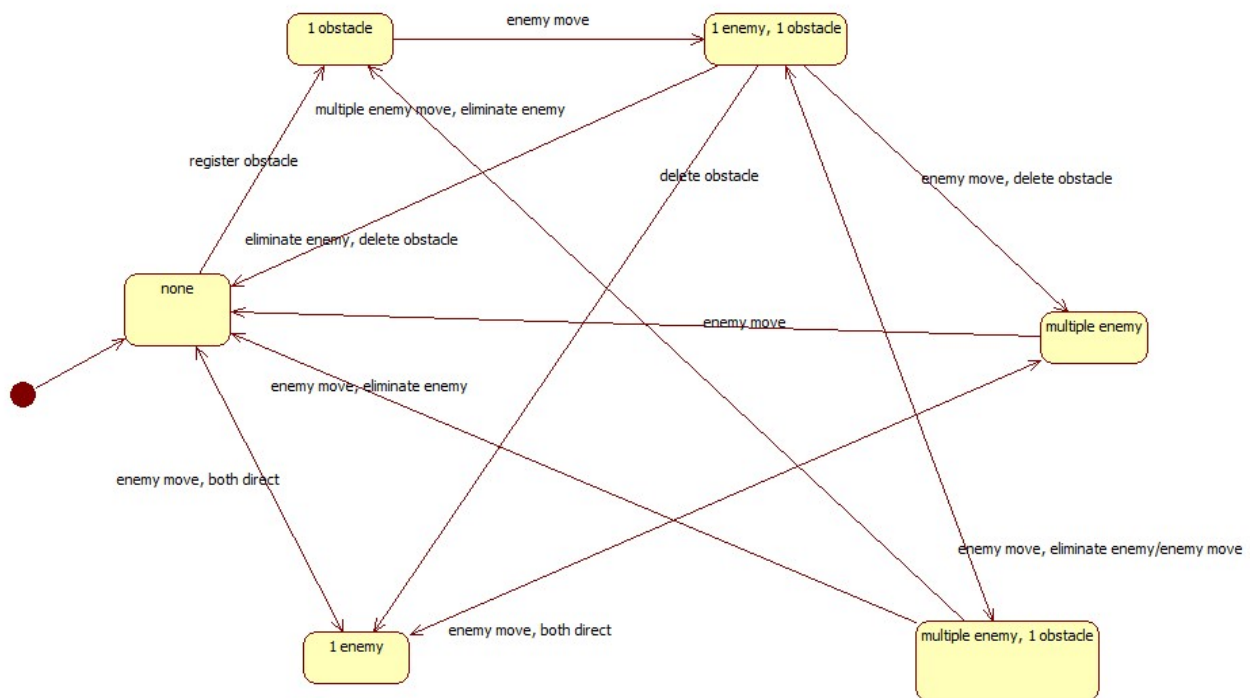 enemy move
1 obstacle
1 enemy, 1 obstacle
multiple enemy move, eliminate enemy
register obstacle
delete obstacle
enemy move, delete obstacle
eliminate enemy, delete obstacle
none
enemy move
multiple enemy
enemy move, eliminate enemy
enemy move, both direct
enemy move, eliminate enemy/enemy move
enemy move, both direct
1 enemy
multiple enemy, 1 obstacle